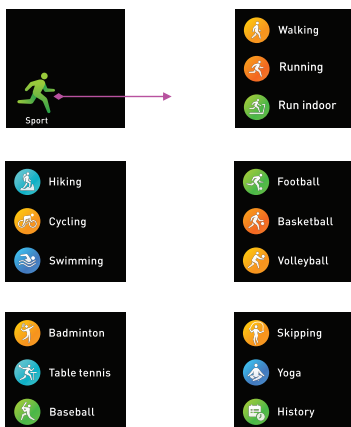 Sport
Walking
Running
Run indoor
Hiking
Cycling
Swimming
Football
Basketball
Volleyball
Badminton
Table tennis
Baseball
Skipping
Yoga
History